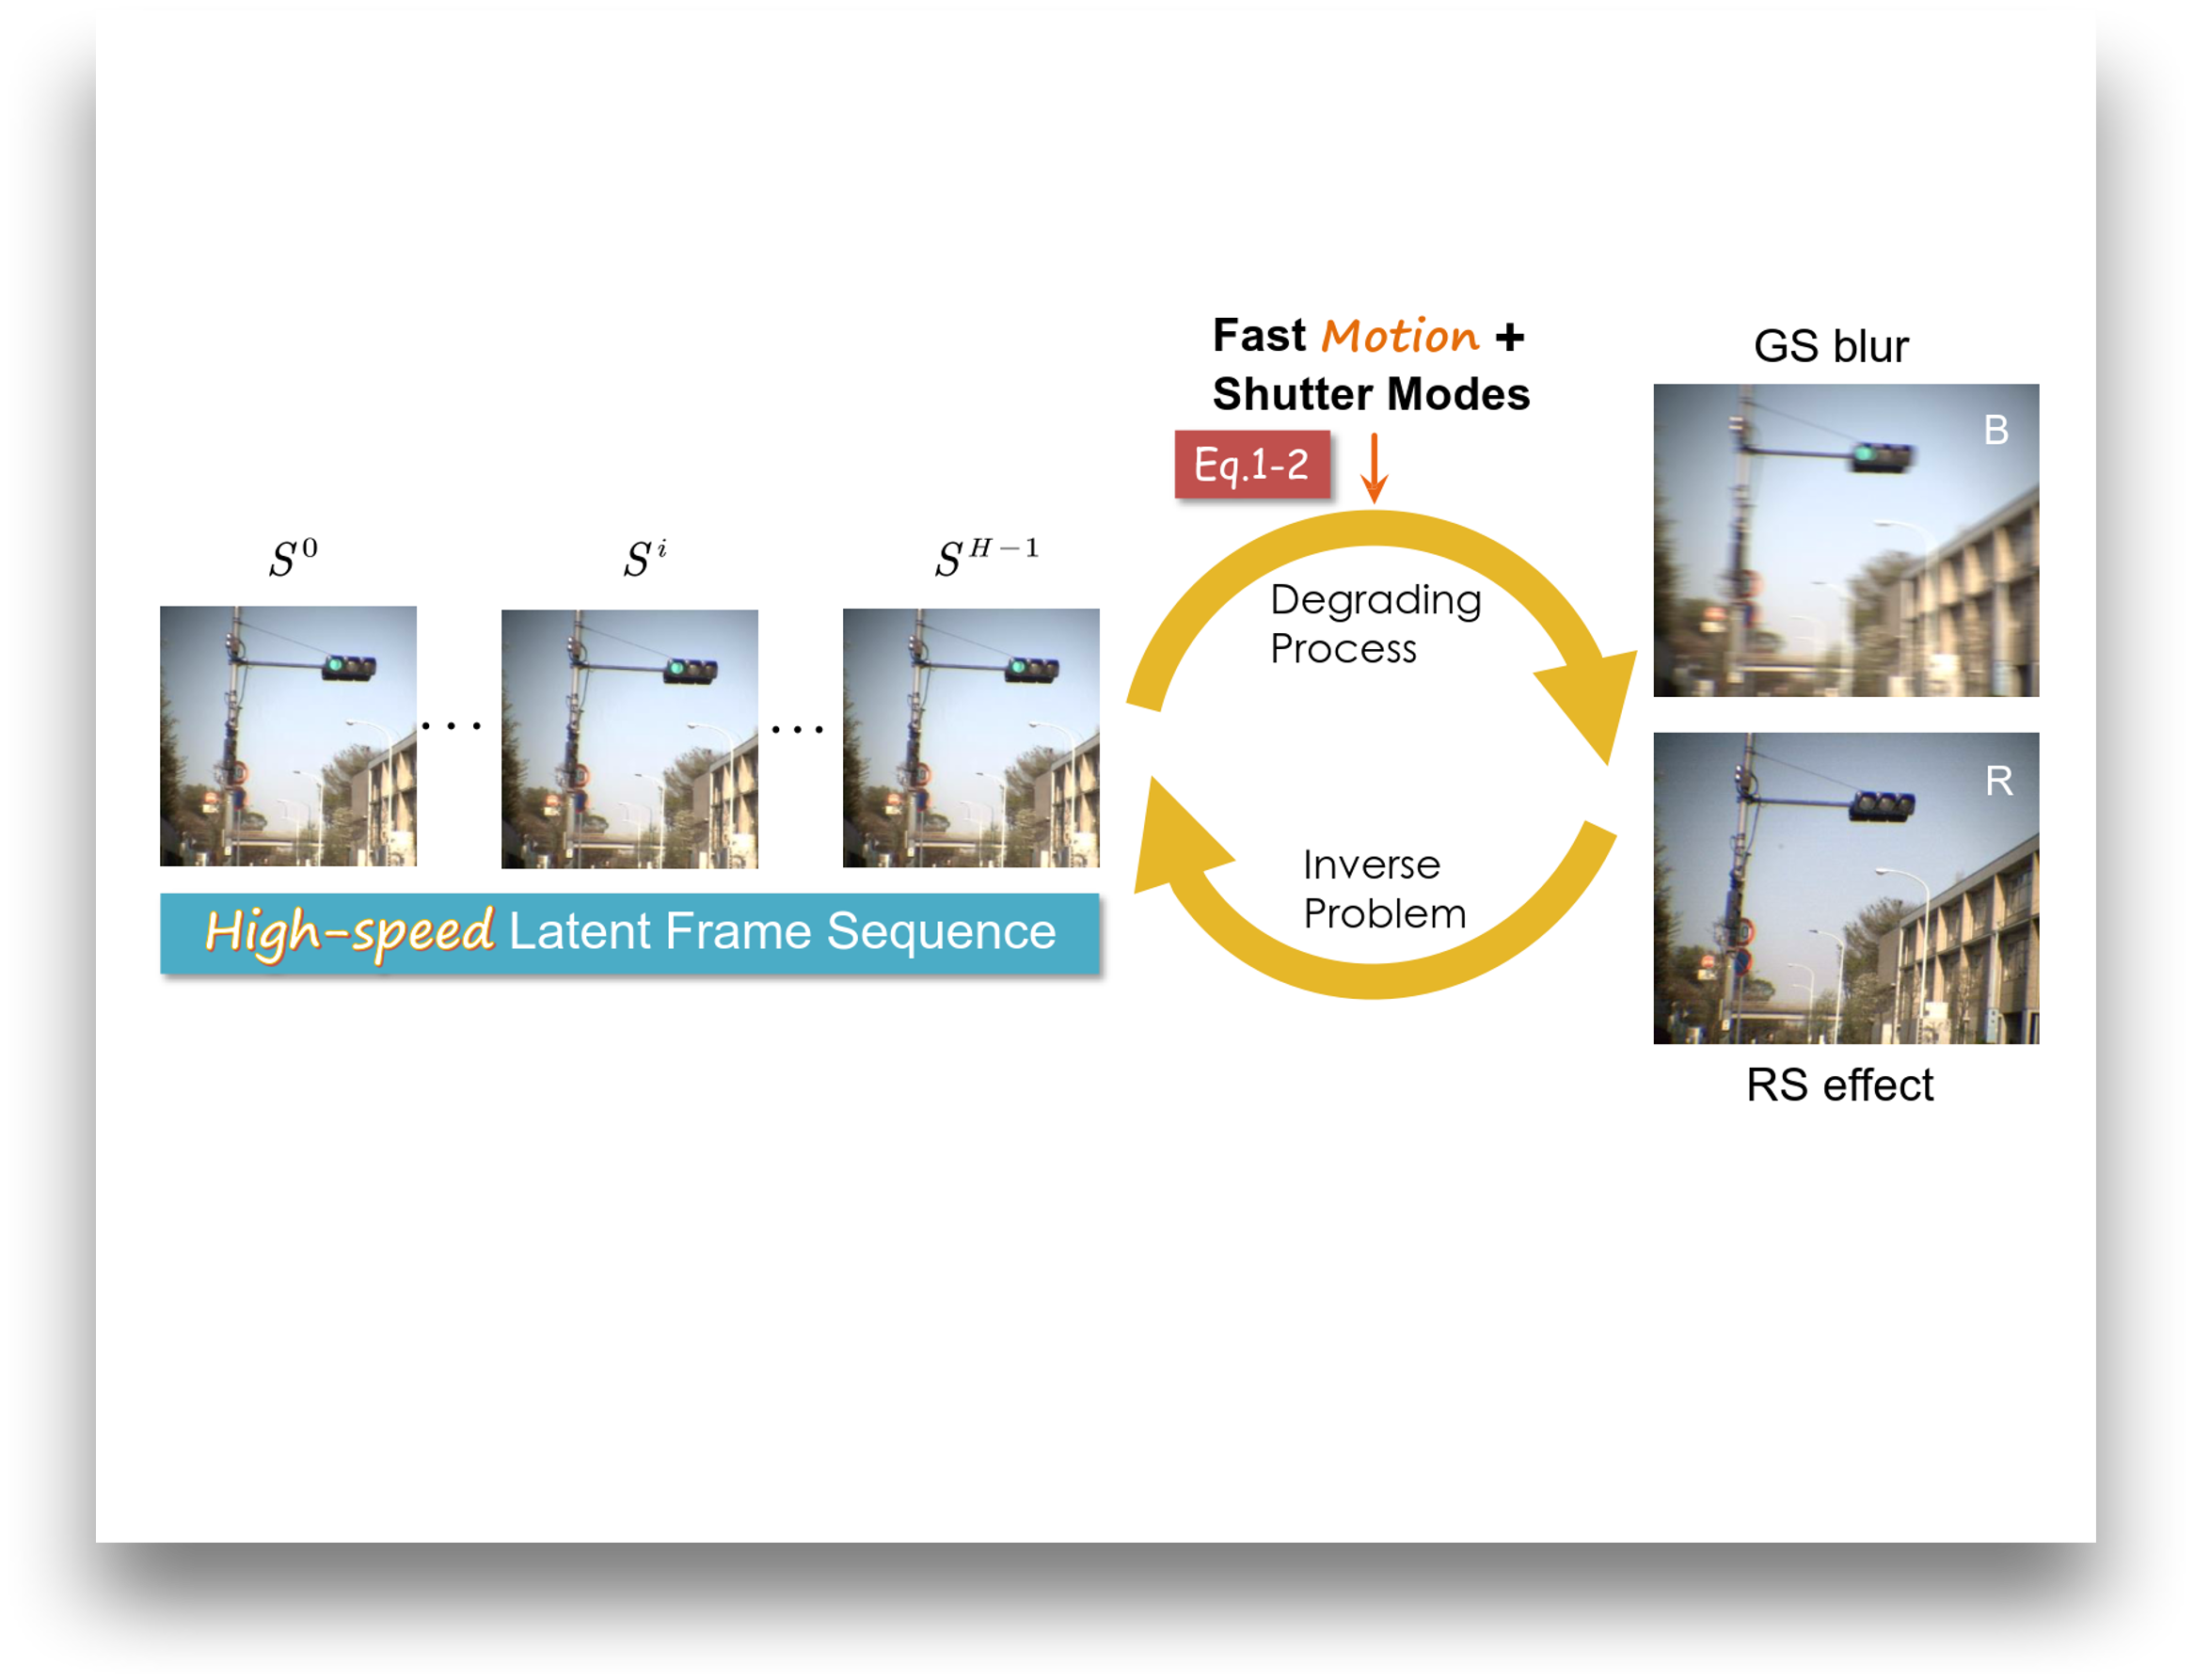 Fast Motion +
Shutter Modes
Eq.1-2
GS blur
B
S^0
S^i
S^{H-1}
...
...
Degrading
Process
R
Inverse
Problem
High-speed Latent Frame Sequence
RS effect